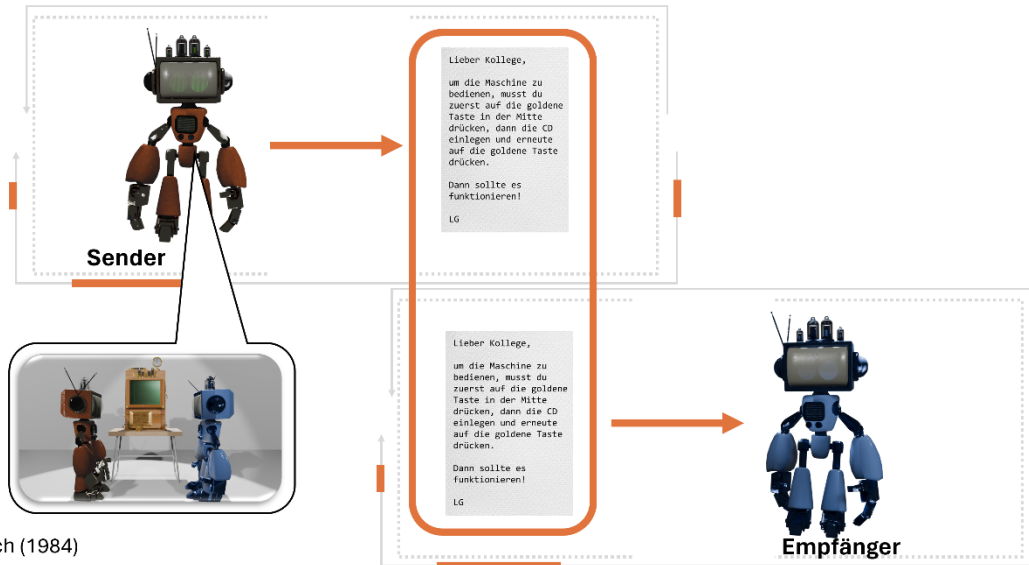 Lieber Kollege,
um die Maschine zu
bedienen, musst du
zuerst auf die goldene
Taste in der Mitte
drücken, dann die CD
einlegen und erneute
auf die goldene Taste
drücken.
Dann sollte es
funktionieren!
LG
Sender
Lieber Kollege,
um die Maschine zu
bedienen, musst du
zuerst auf die goldene
Taste in der Mitte
drücken, dann die CD
einlegen und erneute
auf die goldene Taste
drücken.
Dann sollte es
funktionieren!
LG
Empfänger
ch (1984)